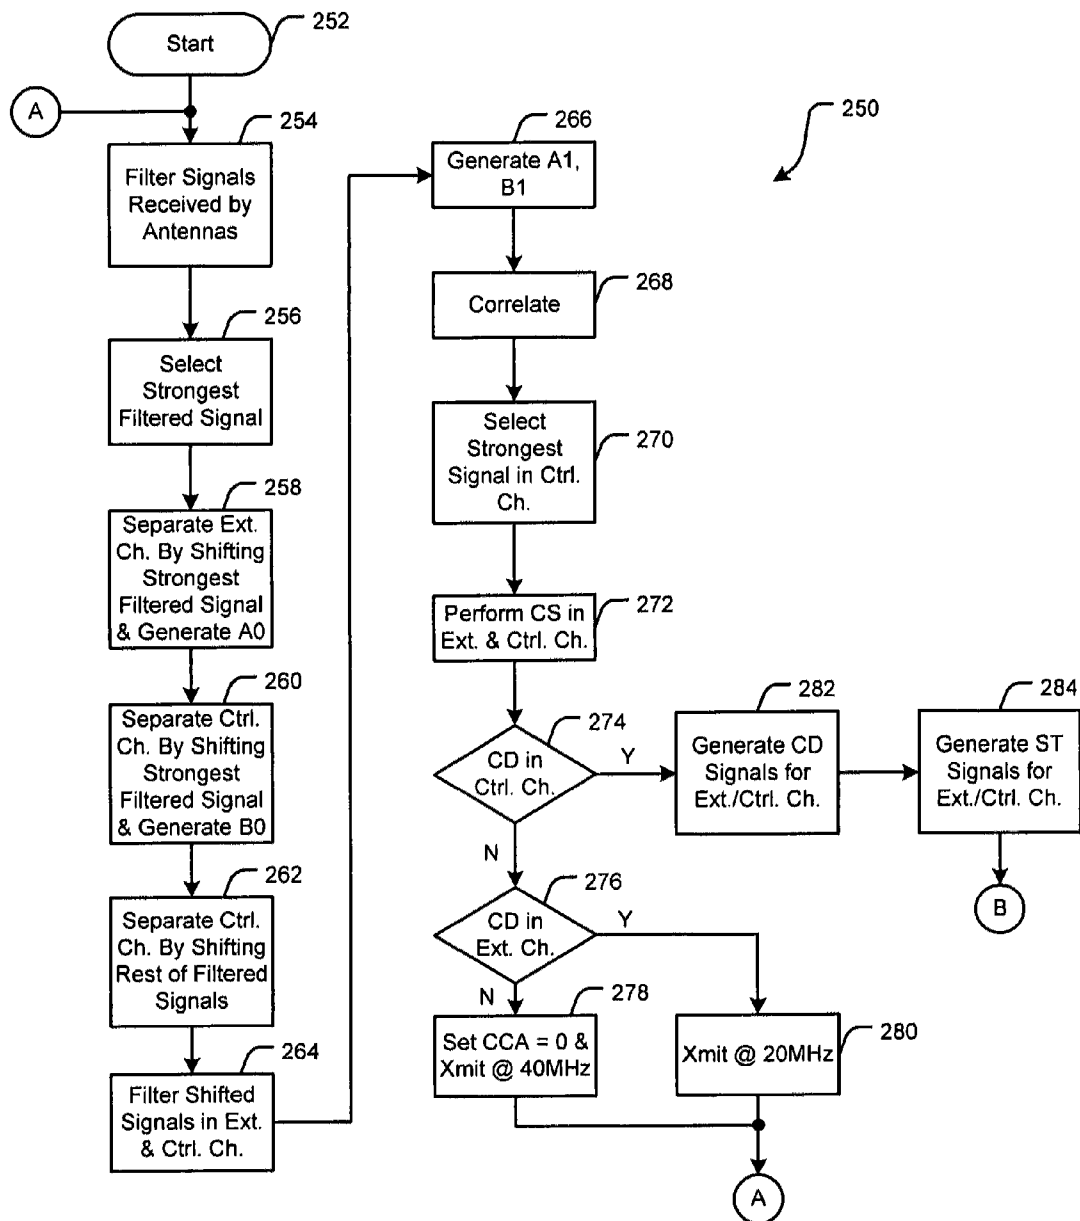 252
Start
A
254
Filter Signals
Received by
Antennas
256
Select
Strongest
Filtered Signal
258
Separate Ext.
Ch. By Shifting
Strongest
Filtered Signal
& Generate A0
260
Separate Ctrl.
Ch. By Shifting
Strongest
Filtered Signal
& Generate B0
262
Separate Ctrl.
Ch. By Shifting
Rest of Filtered
Signals
264
Filter Shifted
Signals in Ext.
& Ctrl. Ch.
250
266
Generate A1,
B1
268
Correlate
270
Select
Strongest
Signal in Ctrl.
Ch.
272
Perform CS in
Ext. & Ctrl. Ch.
274
CD in
Ctrl. Ch.
Y
282
Generate CD
Signals for
Ext./Ctrl. Ch.
284
Generate ST
Signals for
Ext./Ctrl. Ch.
B
N
276
CD in
Ext. Ch.
Y
N
278
Set CCA = 0 &
Xmit @ 40MHz
280
Xmit @ 20MHz
A